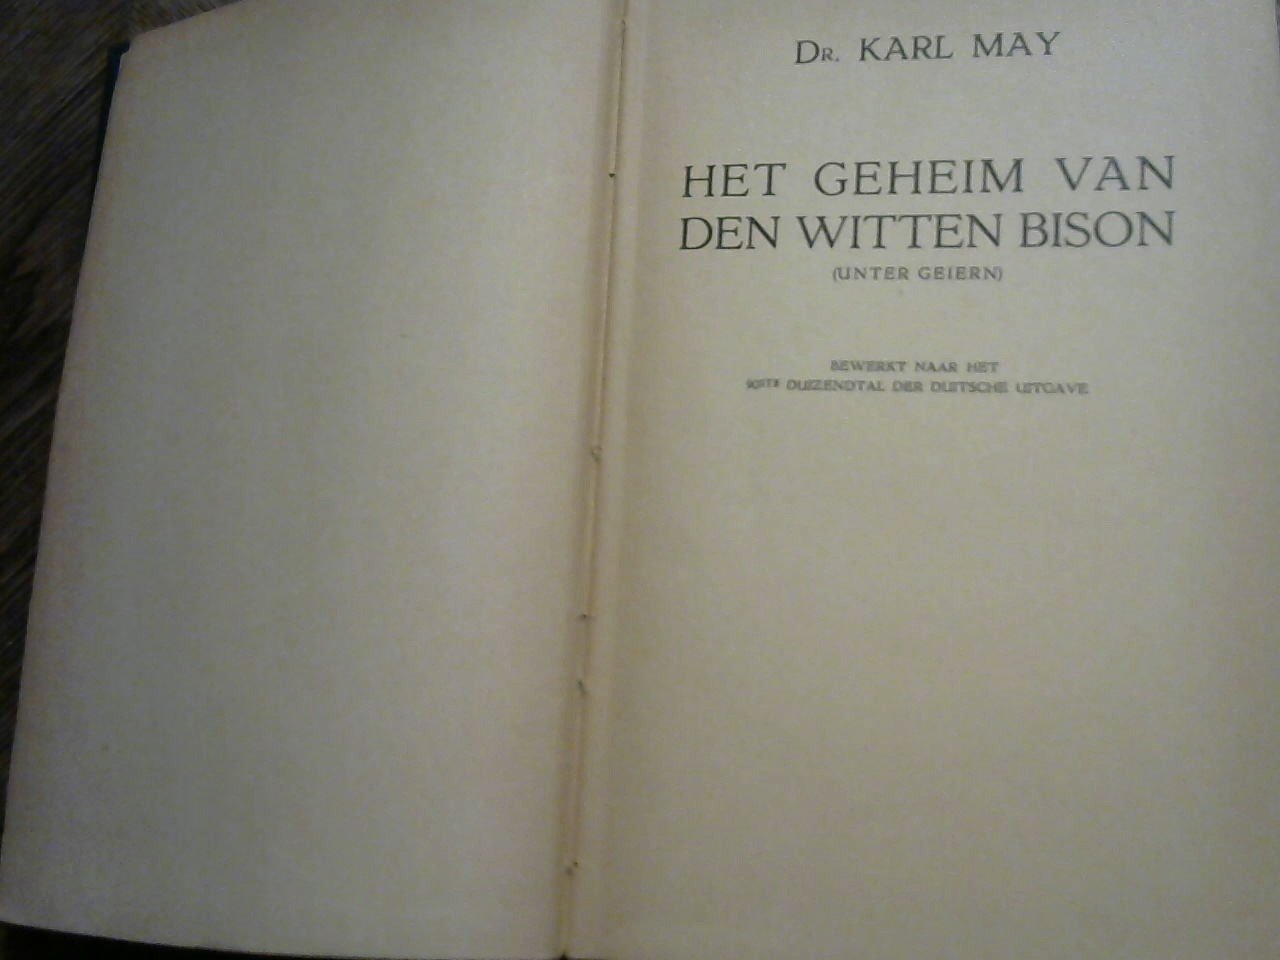 DR. KARL MAY
HET GEHEIM VAN
DEN WITTEN BISON
(UNTER GEIERN)
BEWERKT NAAR HET
DUIZENDTAL DER DUITSCHE UITGAVE